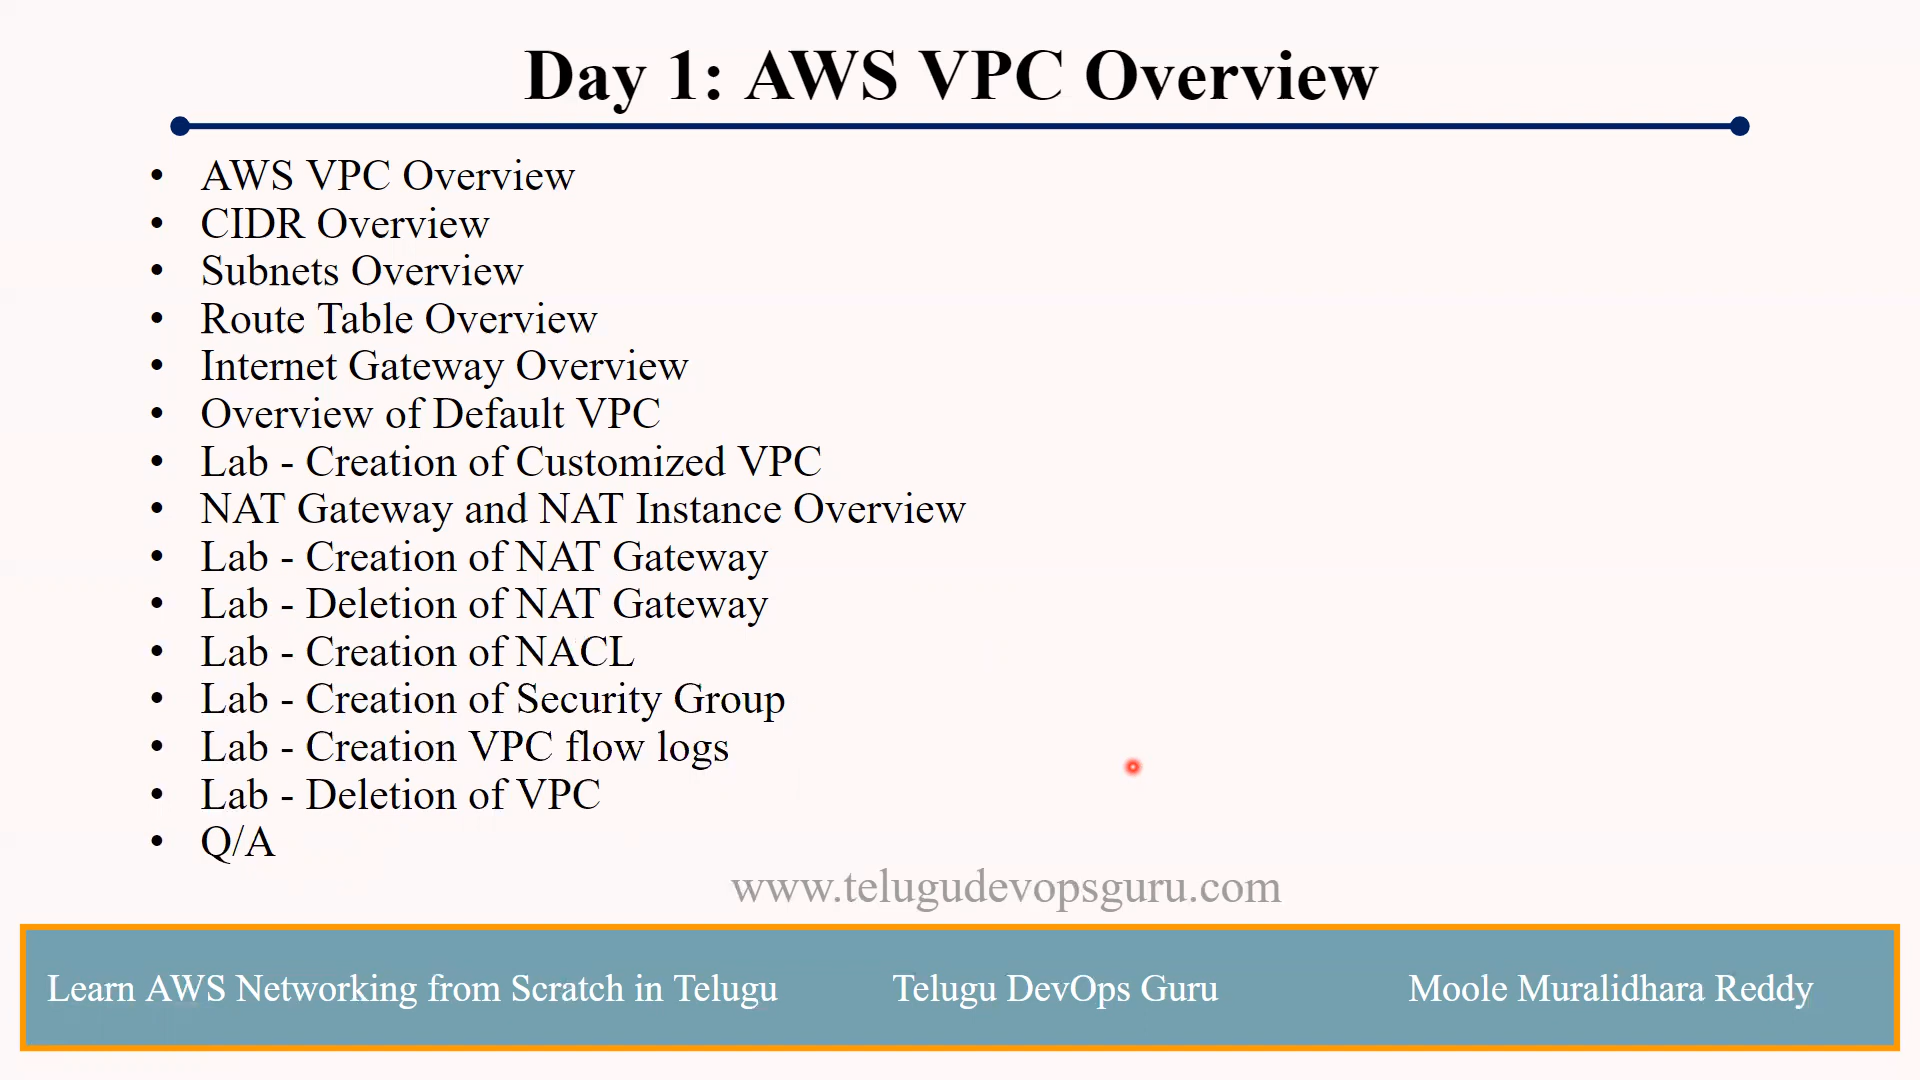 Day 1: AWS VPC Overview
• AWS VPC Overview
• CIDR Overview
• Subnets Overview
• Route Table Overview
• Internet Gateway Overview
• Overview of Default VPC
• Lab - Creation of Customized VPC
• NAT Gateway and NAT Instance Overview
• Lab - Creation of NAT Gateway
• Lab - Deletion of NAT Gateway
• Lab - Creation of NACL
• Lab - Creation of Security Group
• Lab - Creation VPC flow logs
• Lab - Deletion of VPC
• Q/A
www.telugudevopsguru.com
Learn AWS Networking from Scratch in Telugu Telugu DevOps Guru Moole Muralidhara Reddy